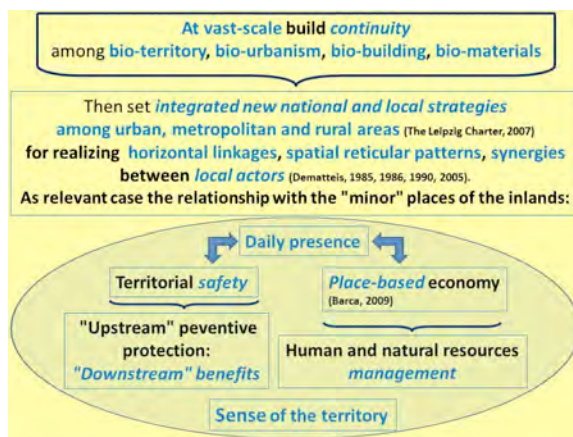 At vast-scale build continuity
among bio-territory, bio-urbanism, bio-building, bio-materials
Then set integrated new national and local strategies
among urban, metropolitan and rural areas (The Leipzig Charter, 2007)
for realizing horizontal linkages, spatial reticular patterns, synergies
between local actors (Dematteis, 1985, 1986, 1990, 2005).
As relevant case the relationship with the "minor" places of the inlands:
Daily presence
Territorial safety
Place-based economy
(Barca, 2009)
"Upstream" peventive
protection:
"Downstream" benefits
Human and natural resources
management
Sense of the territory